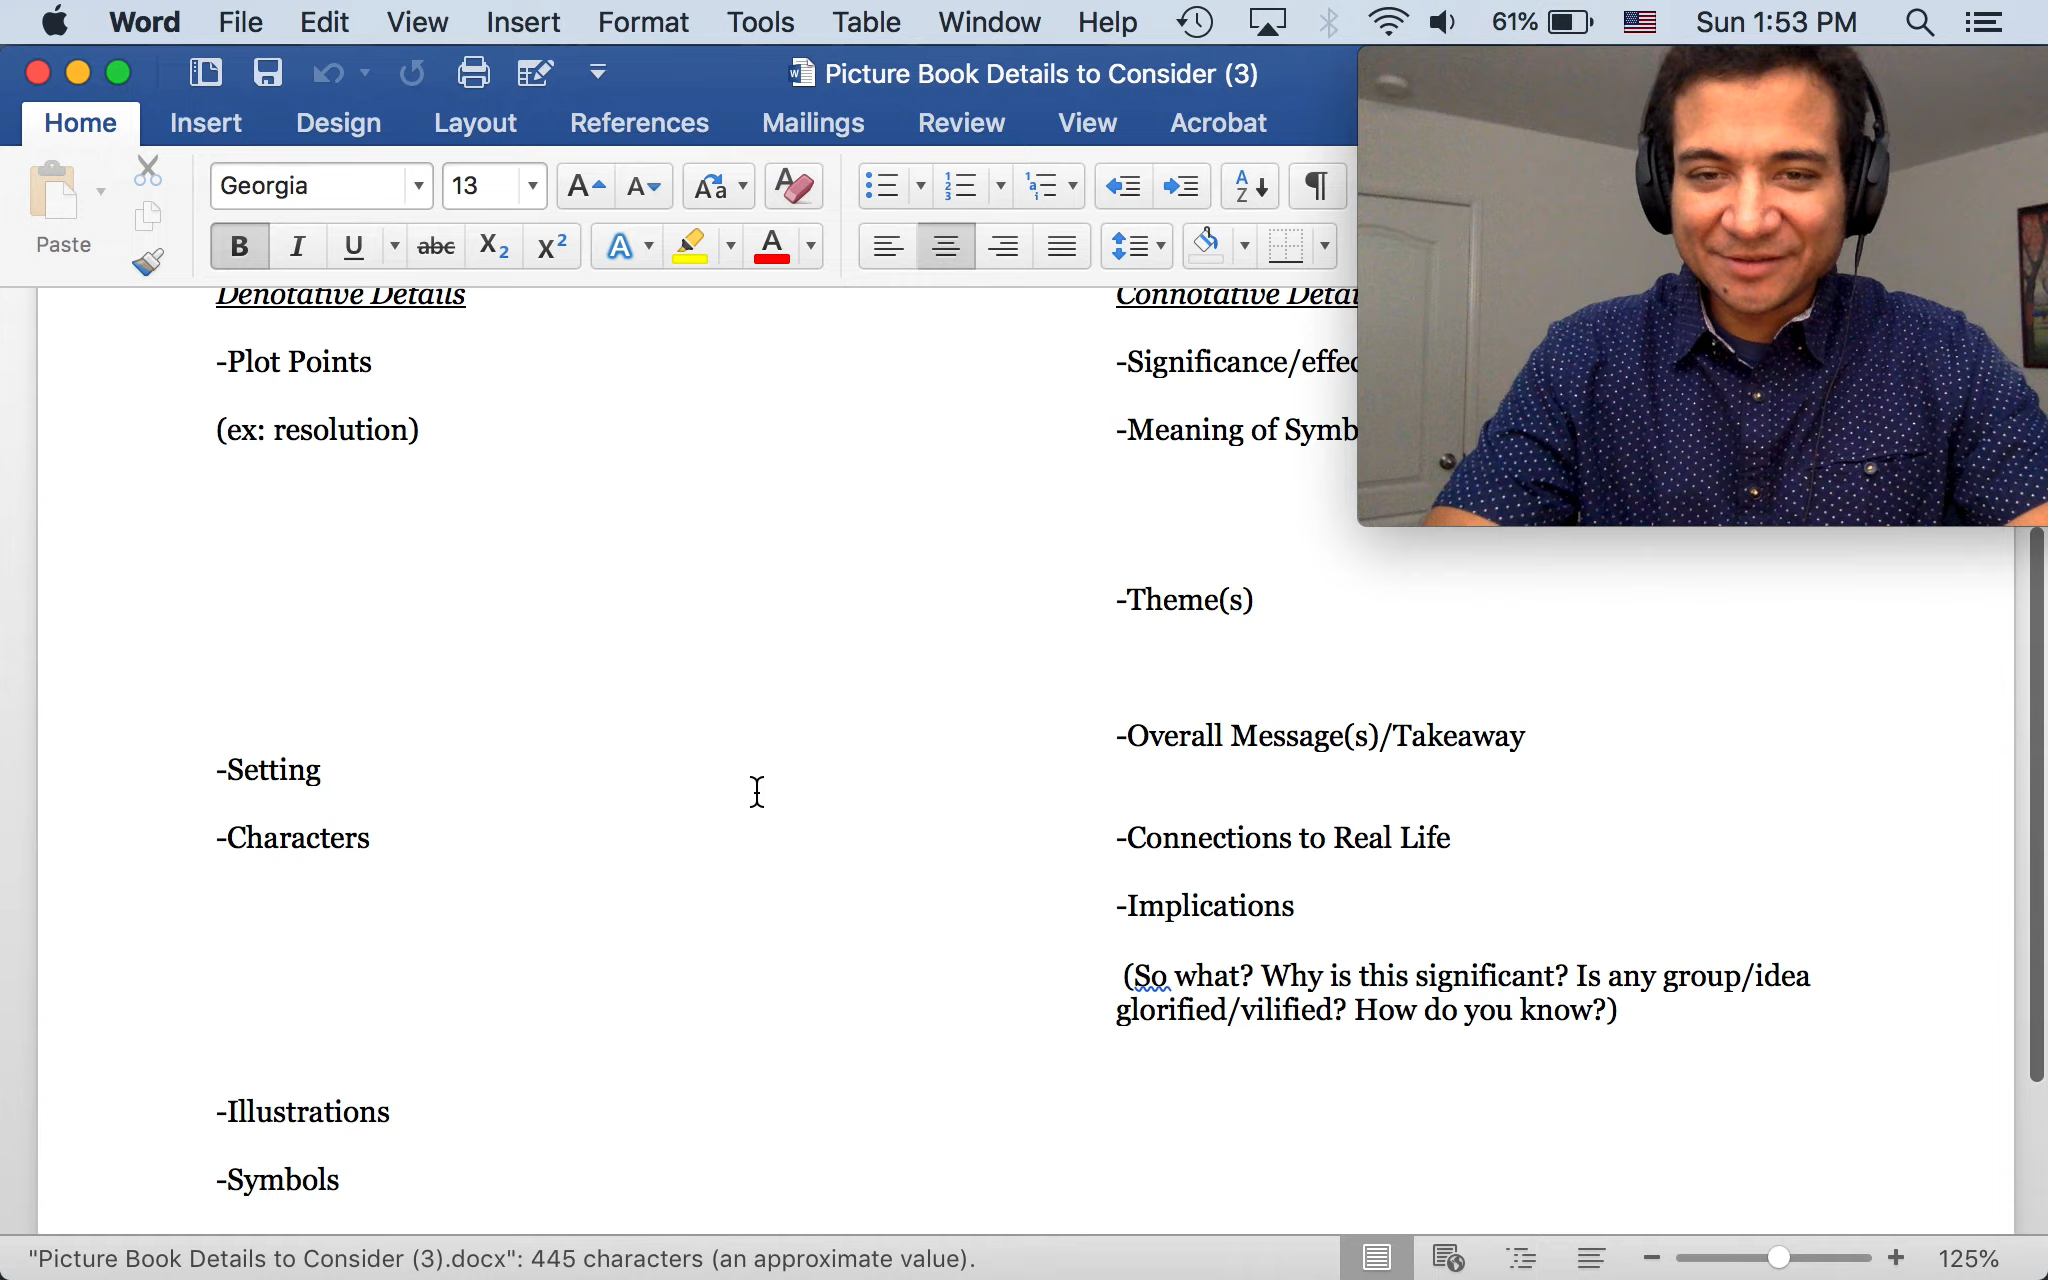 Word File Edit View Insert Format Tools Table Window Help 61% Sun 1:53 PM
Picture Book Details to Consider (3)
Home Insert Design Layout References Mailings Review View Acrobat
Paste
Georgia 13
B I U abc X2 X2 A A
Denotative Details
-Plot Points
(ex: resolution)
-Setting
-Characters
-Illustrations
-Symbols
Connotative Detai
-Significance/effec
-Meaning of Symb
-Theme(s)
-Overall Message(s)/Takeaway
-Connections to Real Life
-Implications
(So what? Why is this significant? Is any group/idea
glorified/vilified? How do you know?)
"Picture Book Details to Consider (3).docx": 445 characters (an approximate value). 125%